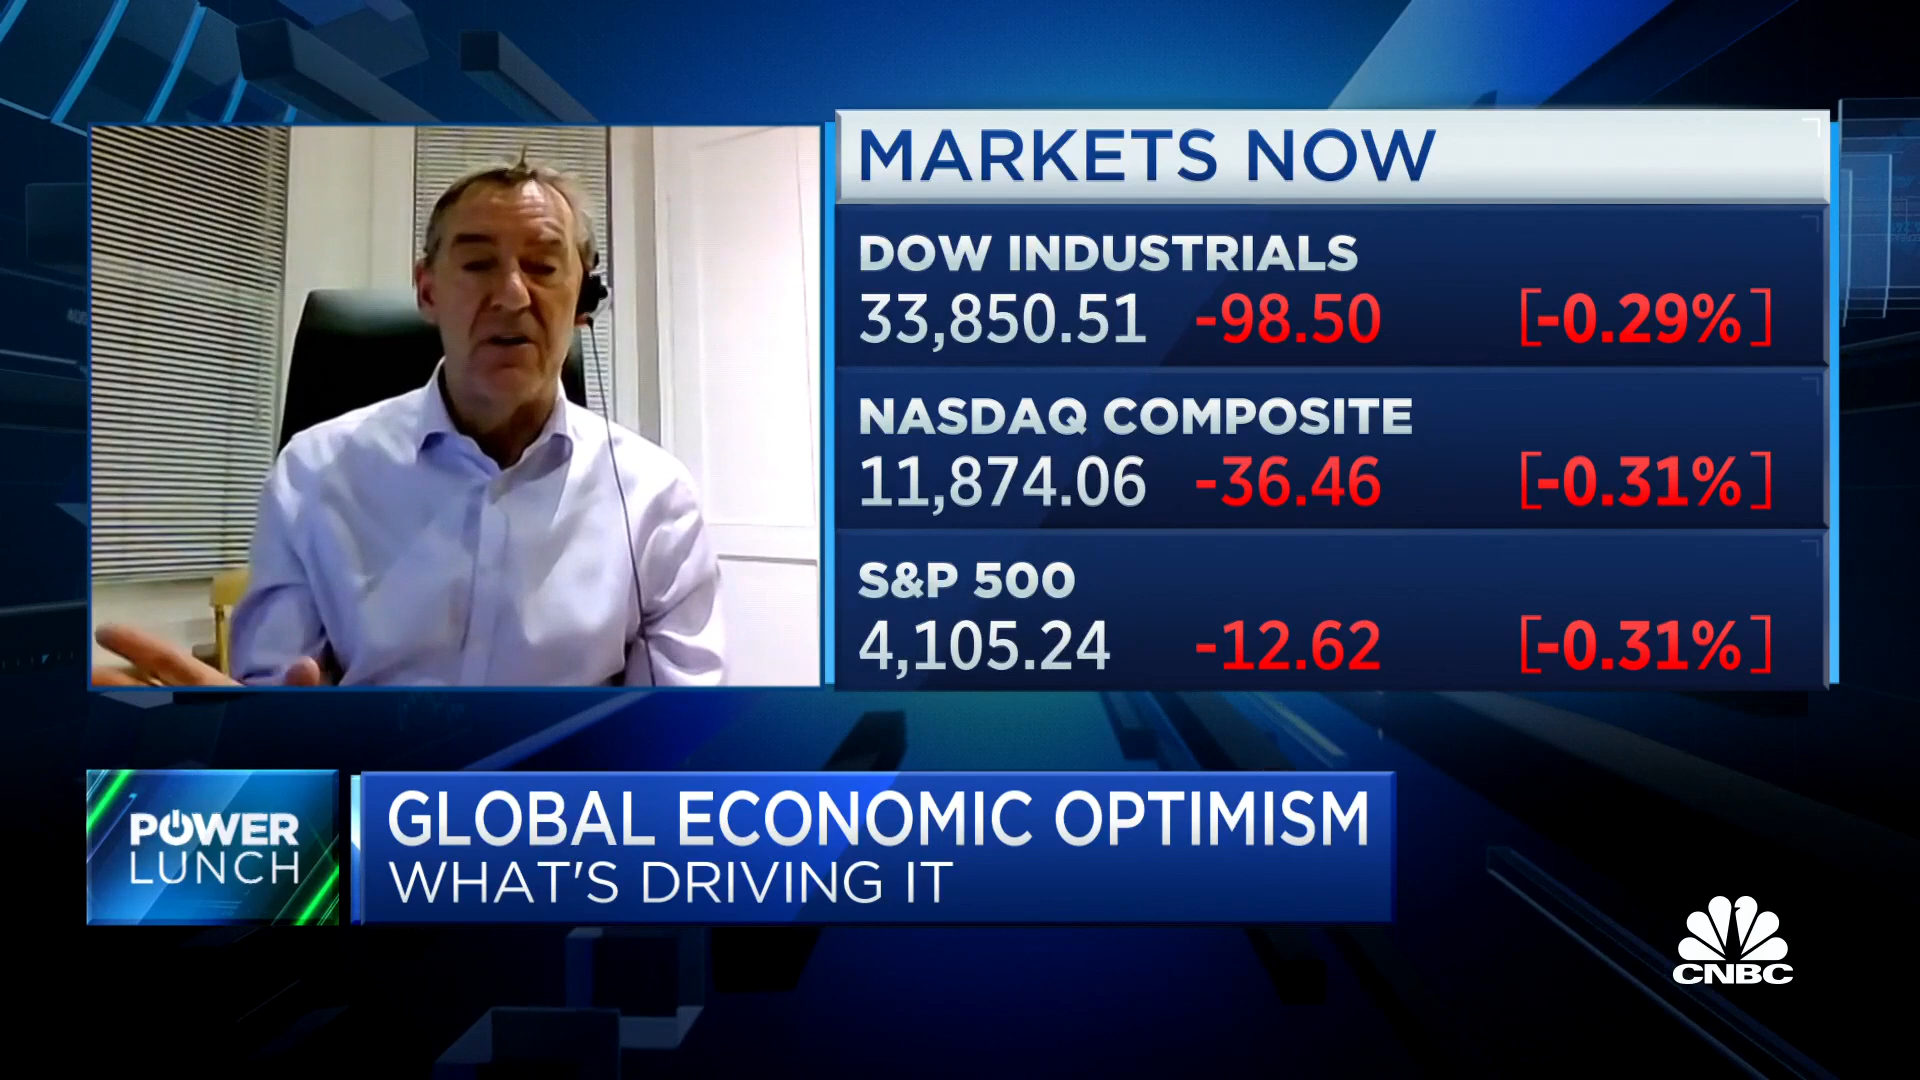 MARKETS NOW
DOW INDUSTRIALS
33,850.51 -98.50 [-0.29%]
NASDAQ COMPOSITE
11,874.06 -36.46 [-0.31%]
S&P 500
4,105.24 -12.62 [-0.31%]
POWER
LUNCH
GLOBAL ECONOMIC OPTIMISM
WHAT'S DRIVING IT
CNBC